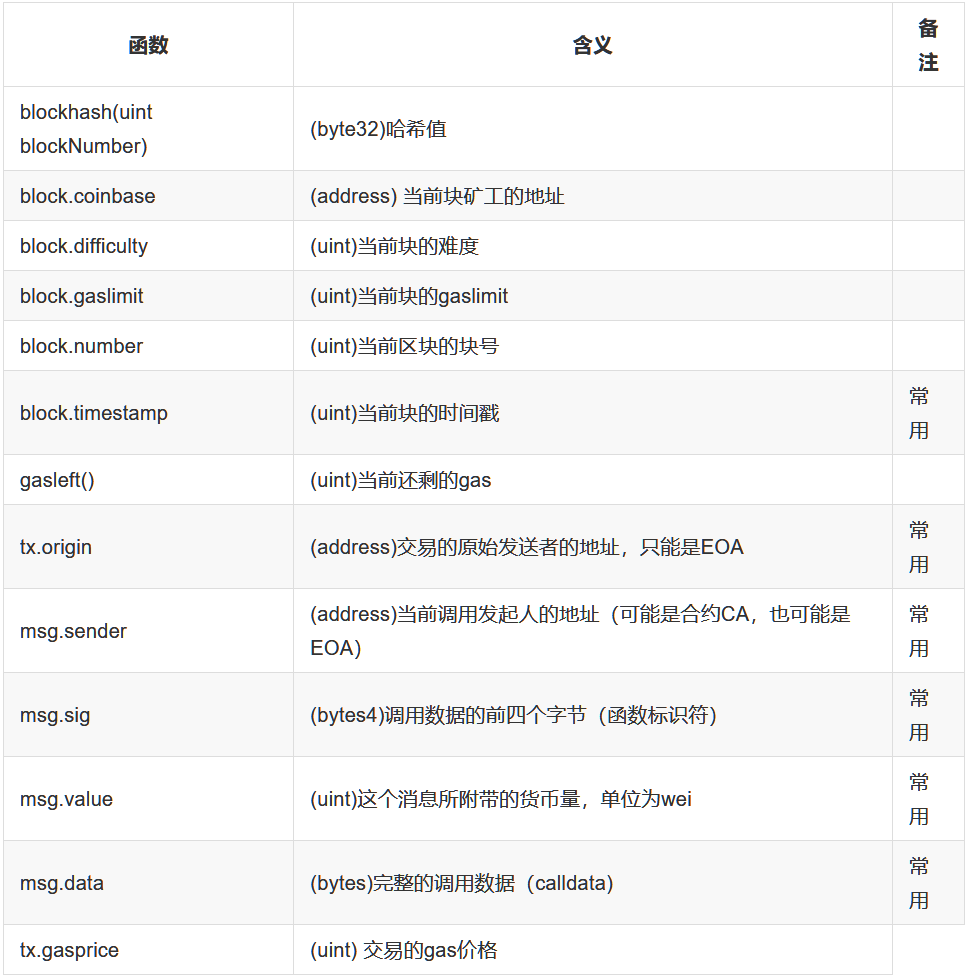 函数 含义 备
注
blockhash(uint
blockNumber) (byte32)哈希值
block.coinbase (address) 当前块矿工的地址
block.difficulty (uint)当前块的难度
block.gaslimit (uint)当前块的gaslimit
block.number (uint)当前区块的块号
block.timestamp (uint)当前块的时间戳 常
用
gasleft() (uint)当前还剩的gas
tx.origin (address)交易的原始发送者的地址，只能是EOA 常
用
msg.sender (address)当前调用发起人的地址（可能是合约CA，也可能是
EOA） 常
用
msg.sig (bytes4)调用数据的前四个字节（函数标识符） 常
用
msg.value (uint)这个消息所附带的货币量，单位为wei 常
用
msg.data (bytes)完整的调用数据（calldata） 常
用
tx.gasprice (uint) 交易的gas价格